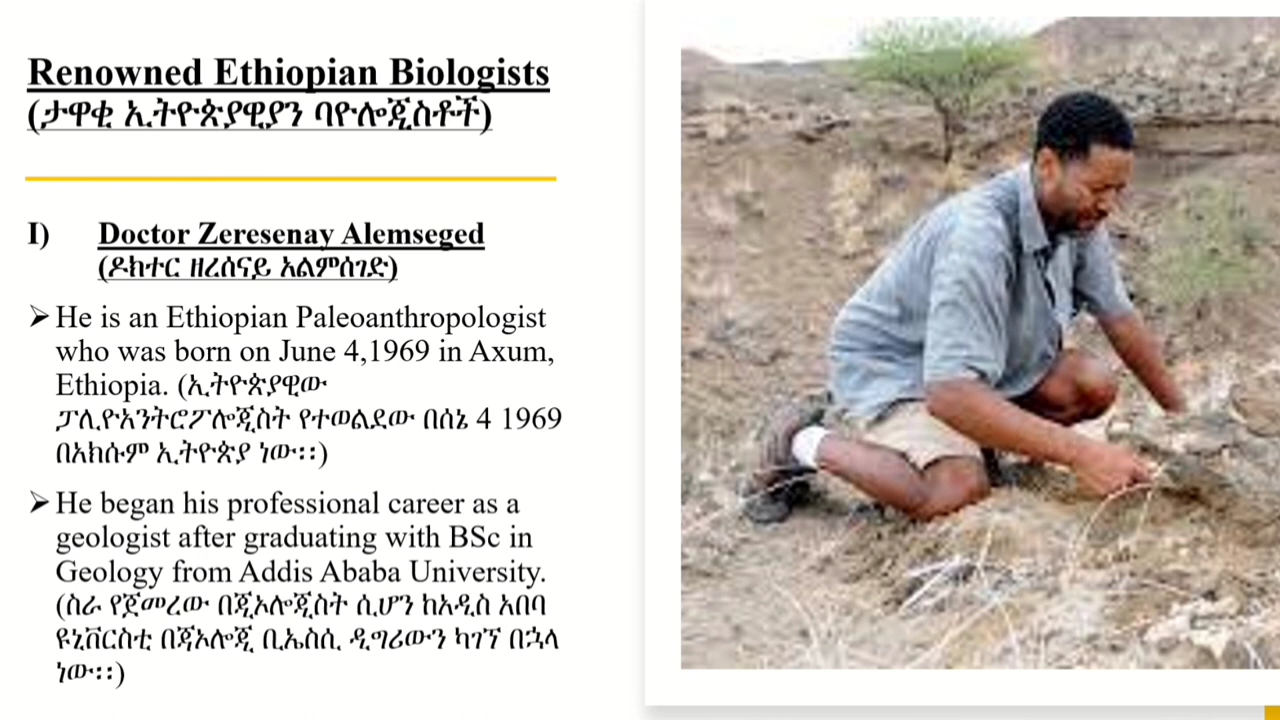 Renowned Ethiopian Biologists
(ታዋቂ ኢትዮጵያዊያን ባዮሎጂስቶች)
I) Doctor Zeresenay Alemseged
(ዶክተር ዘረሰናይ አልምሰገድ)
➢ He is an Ethiopian Paleoanthropologist
who was born on June 4,1969 in Axum,
Ethiopia. (ኢትዮጵያዊው
ፓሊዮአንትሮፖሎጂስት የተወልደው በሰኔ 4 1969
በአክሱም ኢትዮጵያ ነው።)
➢ He began his professional career as a
geologist after graduating with BSc in
Geology from Addis Ababa University.
(ስራ የጀመረው በጂኦሎጂስት ሲሆን ከአዲስ አበባ
ዩኒቨርስቲ በጃኦሎጂ ቢኤስሲ ዲግሪውን ካገኘ በኋላ
ነው።)